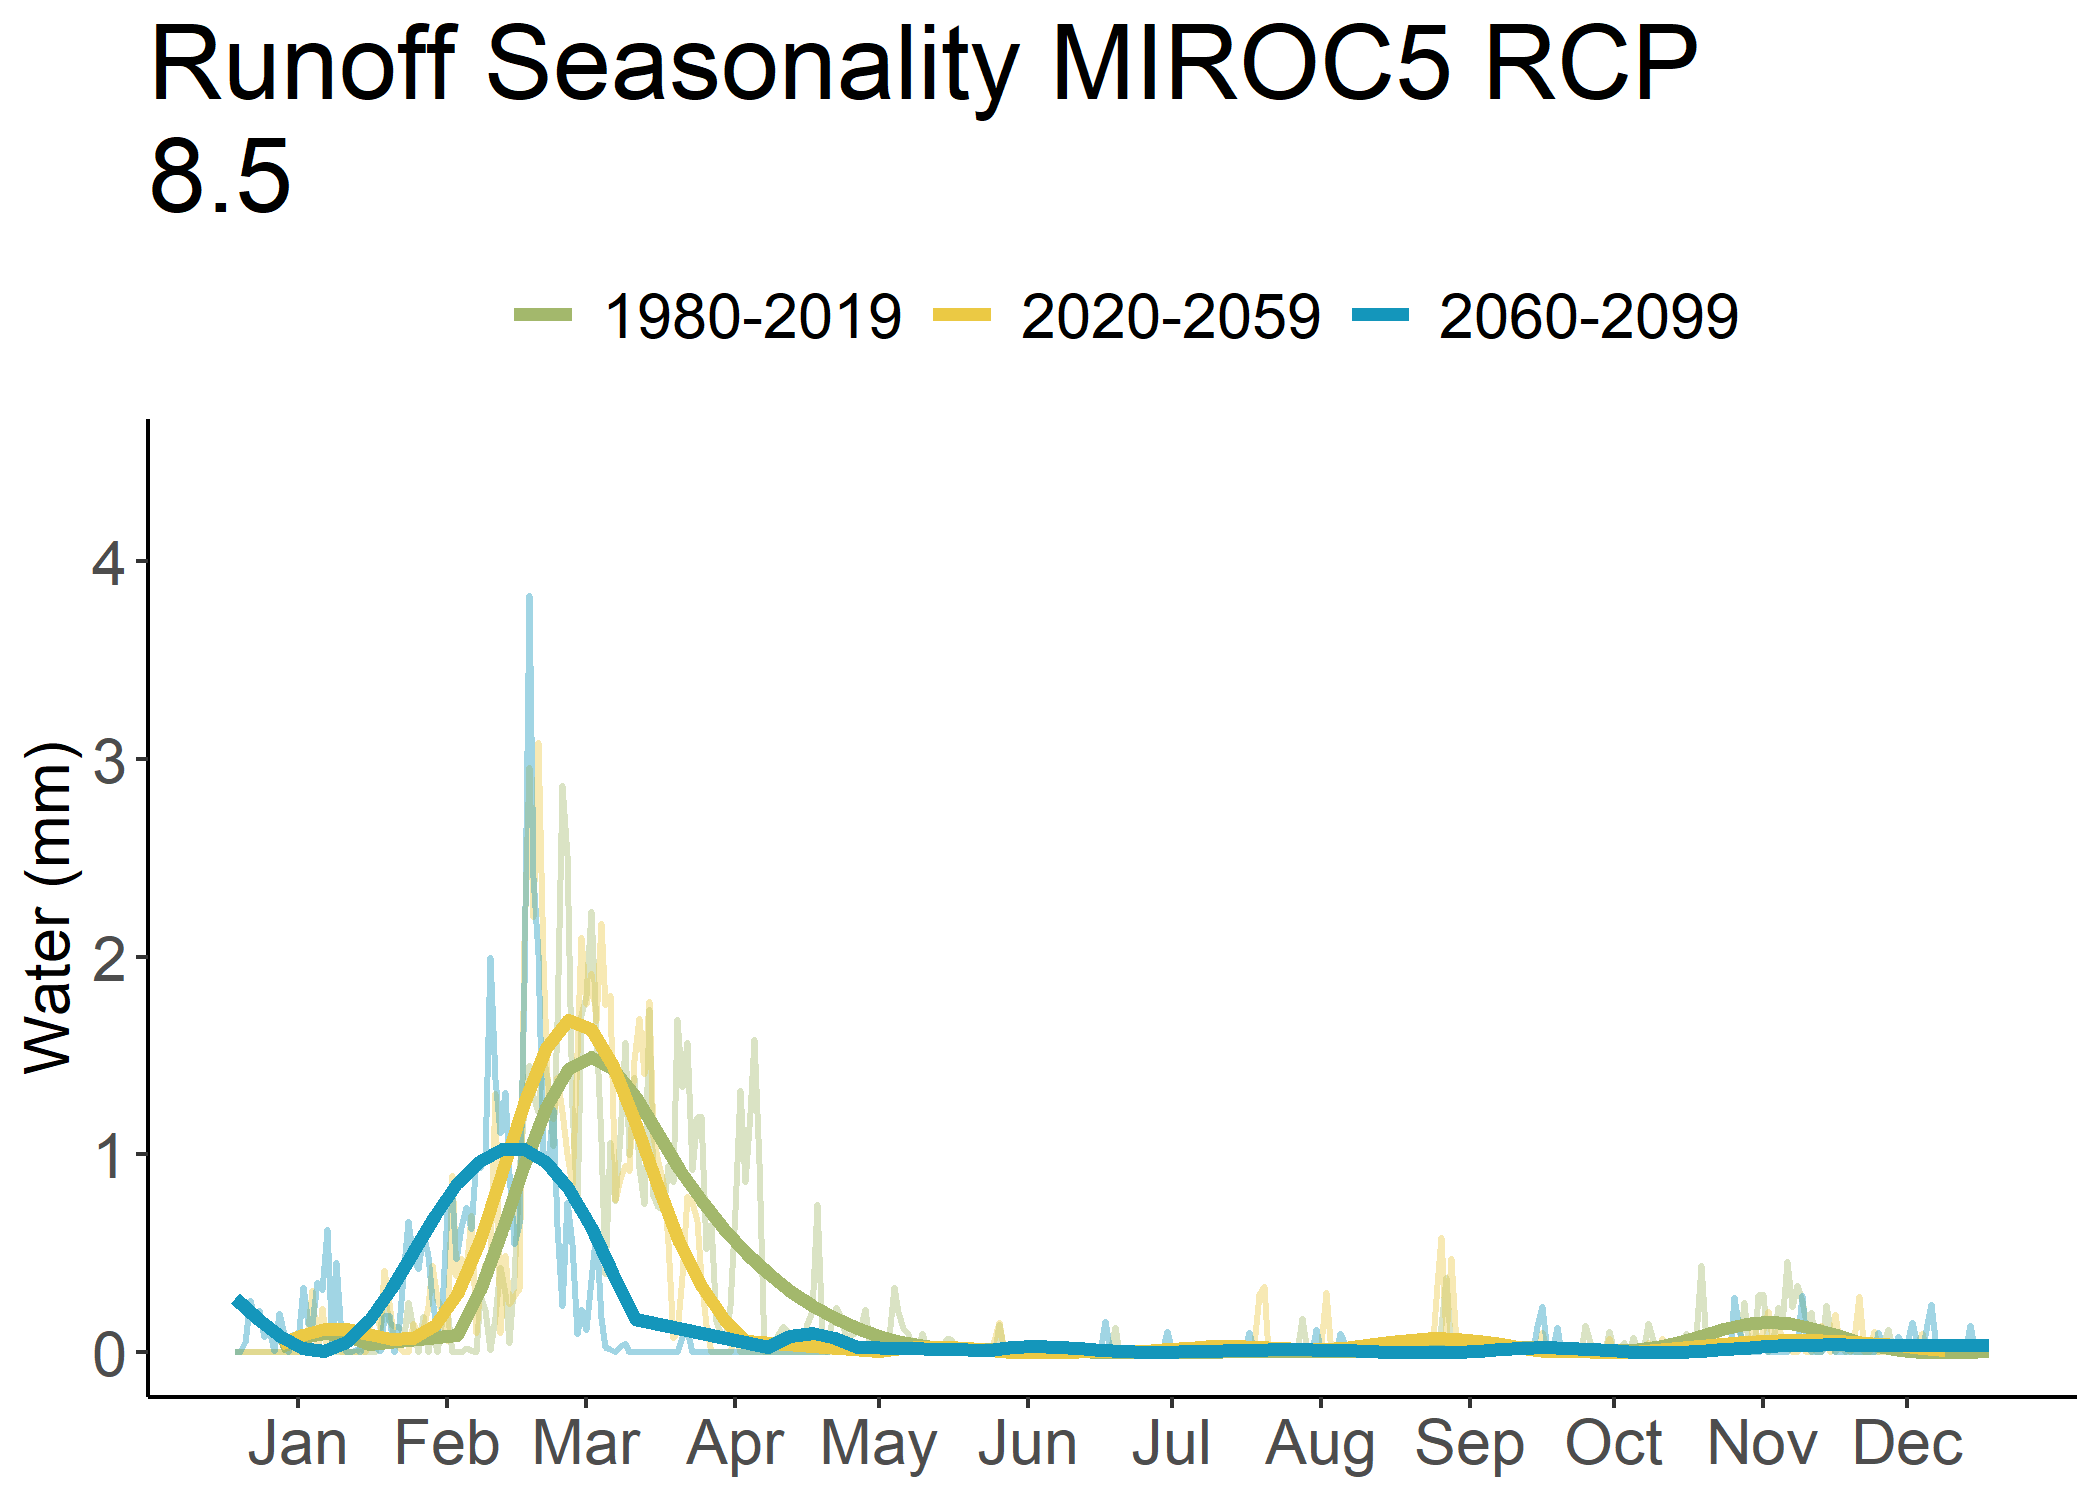 Runoff Seasonality MIROC5 RCP
8.5
1980-2019 2020-2059 2060-2099
4
3
2
1
0
Water (mm)
Jan Feb Mar Apr May Jun Jul Aug Sep Oct Nov Dec